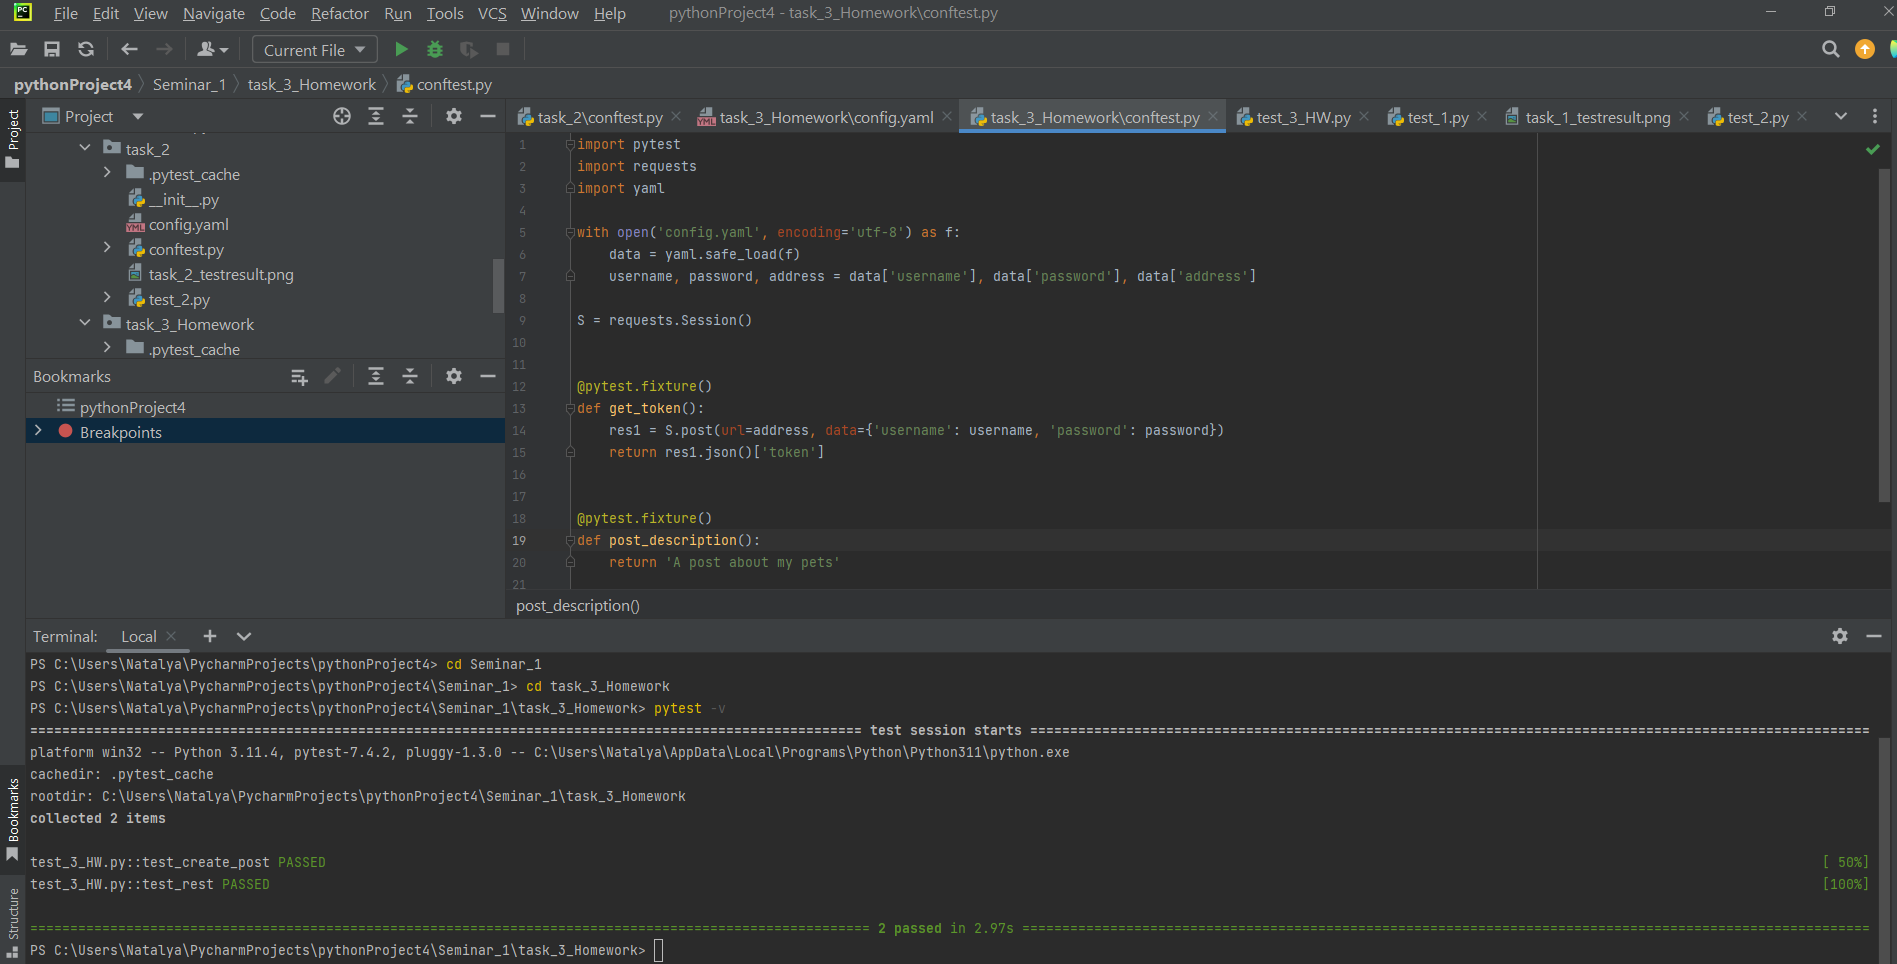 PC File Edit View Navigate Code Refactor Run Tools VCS Window Help pythonProject4 - task_3_Homework\conftest.py
Current File
pythonProject4 Seminar_1 task_3_Homework conftest.py
Project
Project
task_2\conftest.py task_3_Homework\config.yaml task_3_Homework\conftest.py test_3_HW.py test_1.py task_1_testresult.png test_2.py
task_2
.pytest_cache
__init__.py
config.yaml
conftest.py
task_2_testresult.png
test_2.py
task_3_Homework
.pytest_cache
Bookmarks
pythonProject4
Breakpoints
1 import pytest
2 import requests
3 import yaml
4
5 with open('config.yaml', encoding='utf-8') as f:
6 data = yaml.safe_load(f)
7 username, password, address = data['username'], data['password'], data['address']
8
9 S = requests.Session()
10
11
12 @pytest.fixture()
13 def get_token():
14 res1 = S.post(url=address, data={'username': username, 'password': password})
15 return res1.json()['token']
16
17
18 @pytest.fixture()
19 def post_description():
20 return 'A post about my pets'
21
post_description()
Terminal: Local
PS C:\Users\Natalya\PycharmProjects\pythonProject4> cd Seminar_1
PS C:\Users\Natalya\PycharmProjects\pythonProject4\Seminar_1> cd task_3_Homework
PS C:\Users\Natalya\PycharmProjects\pythonProject4\Seminar_1\task_3_Homework> pytest -v
test session starts
platform win32 -- Python 3.11.4, pytest-7.4.2, pluggy-1.3.0 -- C:\Users\Natalya\AppData\Local\Programs\Python\Python311\python.exe
cachedir: .pytest_cache
rootdir: C:\Users\Natalya\PycharmProjects\pythonProject4\Seminar_1\task_3_Homework
collected 2 items
test_3_HW.py::test_create_post PASSED [ 50%]
test_3_HW.py::test_rest PASSED [100%]
2 passed in 2.97s
PS C:\Users\Natalya\PycharmProjects\pythonProject4\Seminar_1\task_3_Homework>
Bookmarks
Structure